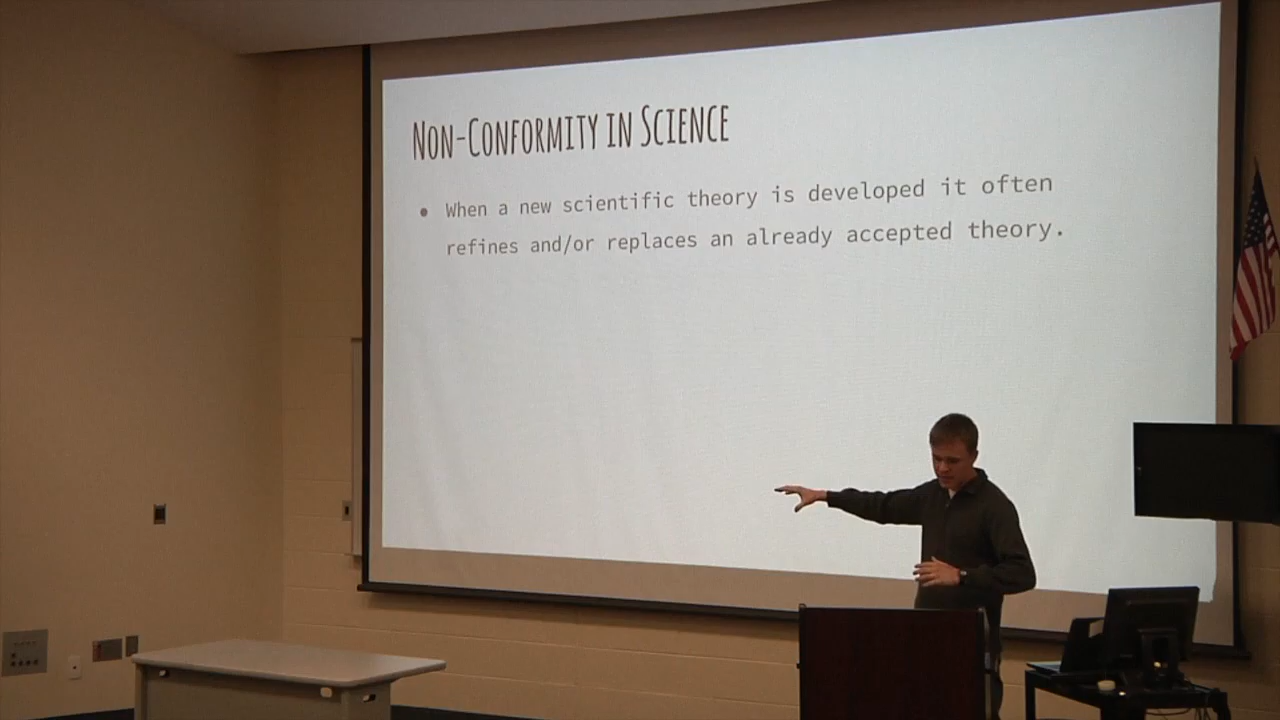 Non-Conformity in Science
● When a new scientific theory is developed it often
refines and/or replaces an already accepted theory.